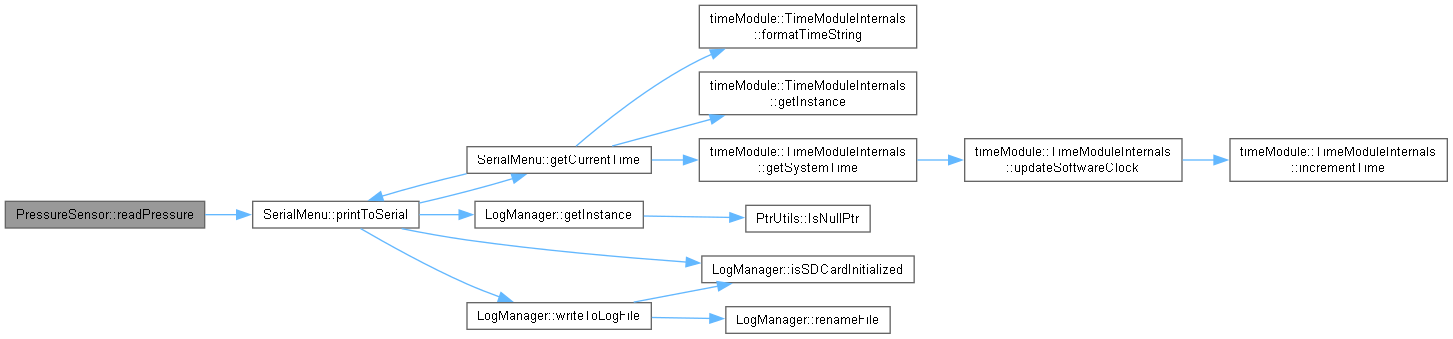 timeModule::TimeModuleInternals
::formatTimeString
timeModule::TimeModuleInternals
::getInstance
SerialMenu::getCurrentTime
timeModule::TimeModuleInternals
::getSystemTime
timeModule::TimeModuleInternals
::updateSoftwareClock
timeModule::TimeModuleInternals
::incrementTime
PressureSensor::readPressure
SerialMenu::printToSerial
LogManager::getInstance
PtrUtils::IsNullPtr
LogManager::isSDCardInitialized
LogManager::writeToLogFile
LogManager::renameFile